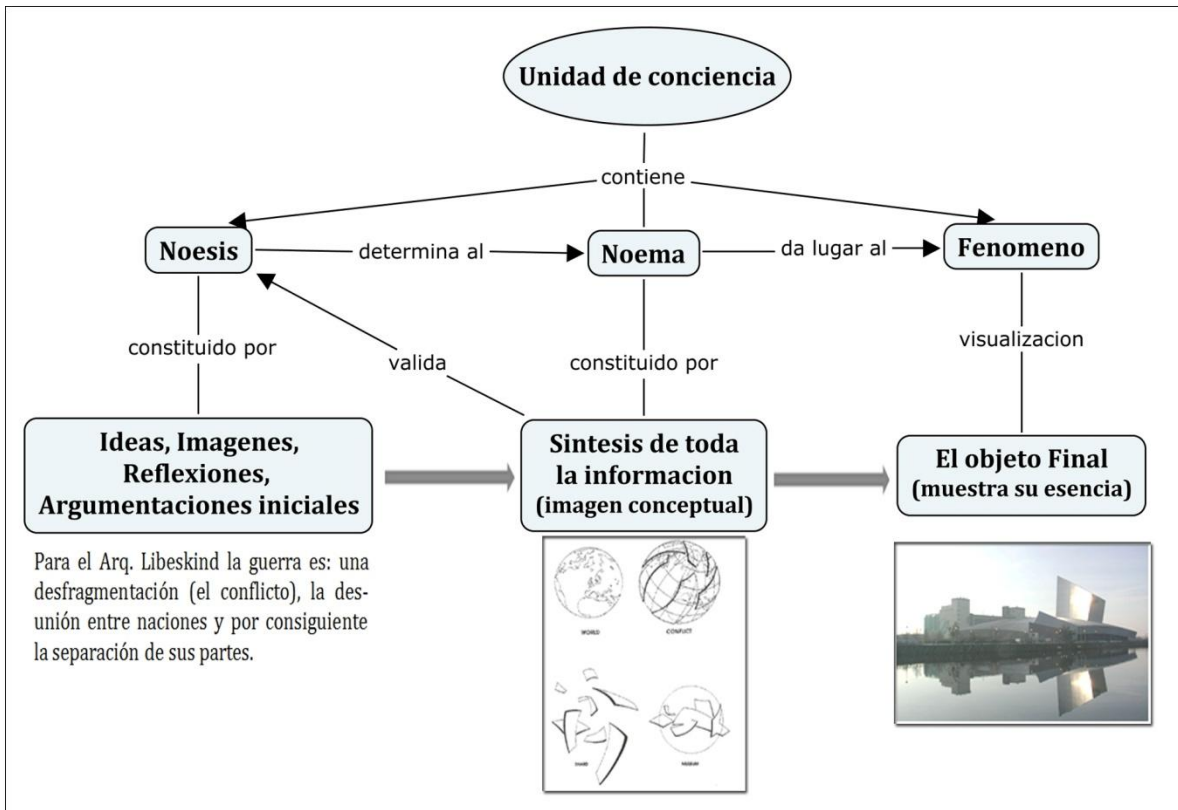 Unidad de conciencia
contiene
Noesis
determina al
Noema
da lugar al
Fenomeno
constituido por
valida
constituido por
visualizacion
Ideas, Imagenes,
Reflexiones,
Argumentaciones iniciales
Sintesis de toda
la informacion
(imagen conceptual)
El objeto Final
(muestra su esencia)
Para el Arq. Libeskind la guerra es: una
desfragmentación (el conflicto), la des-
unión entre naciones y por consiguiente
la separación de sus partes.
WORLD
CONFLICT
MUSEUM